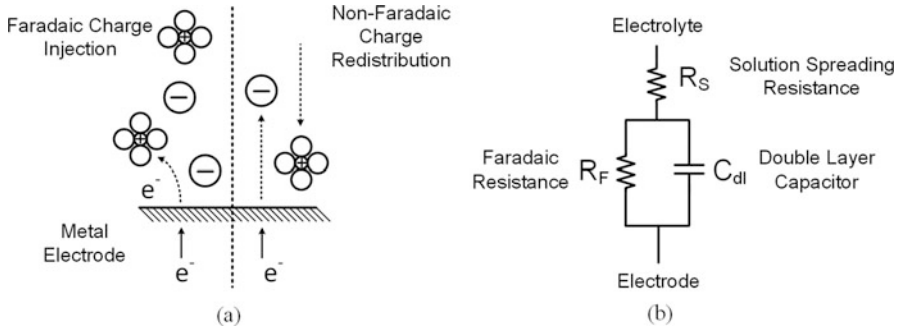 Faradaic Charge
Injection
Non-Faradaic
Charge
Redistribution
+
−
−
+
+
−
e-
Metal
Electrode
e-
e-
(a)
Electrolyte
RS
Solution Spreading
Resistance
Faradaic
Resistance
RF
Cdl
Double Layer
Capacitor
Electrode
(b)